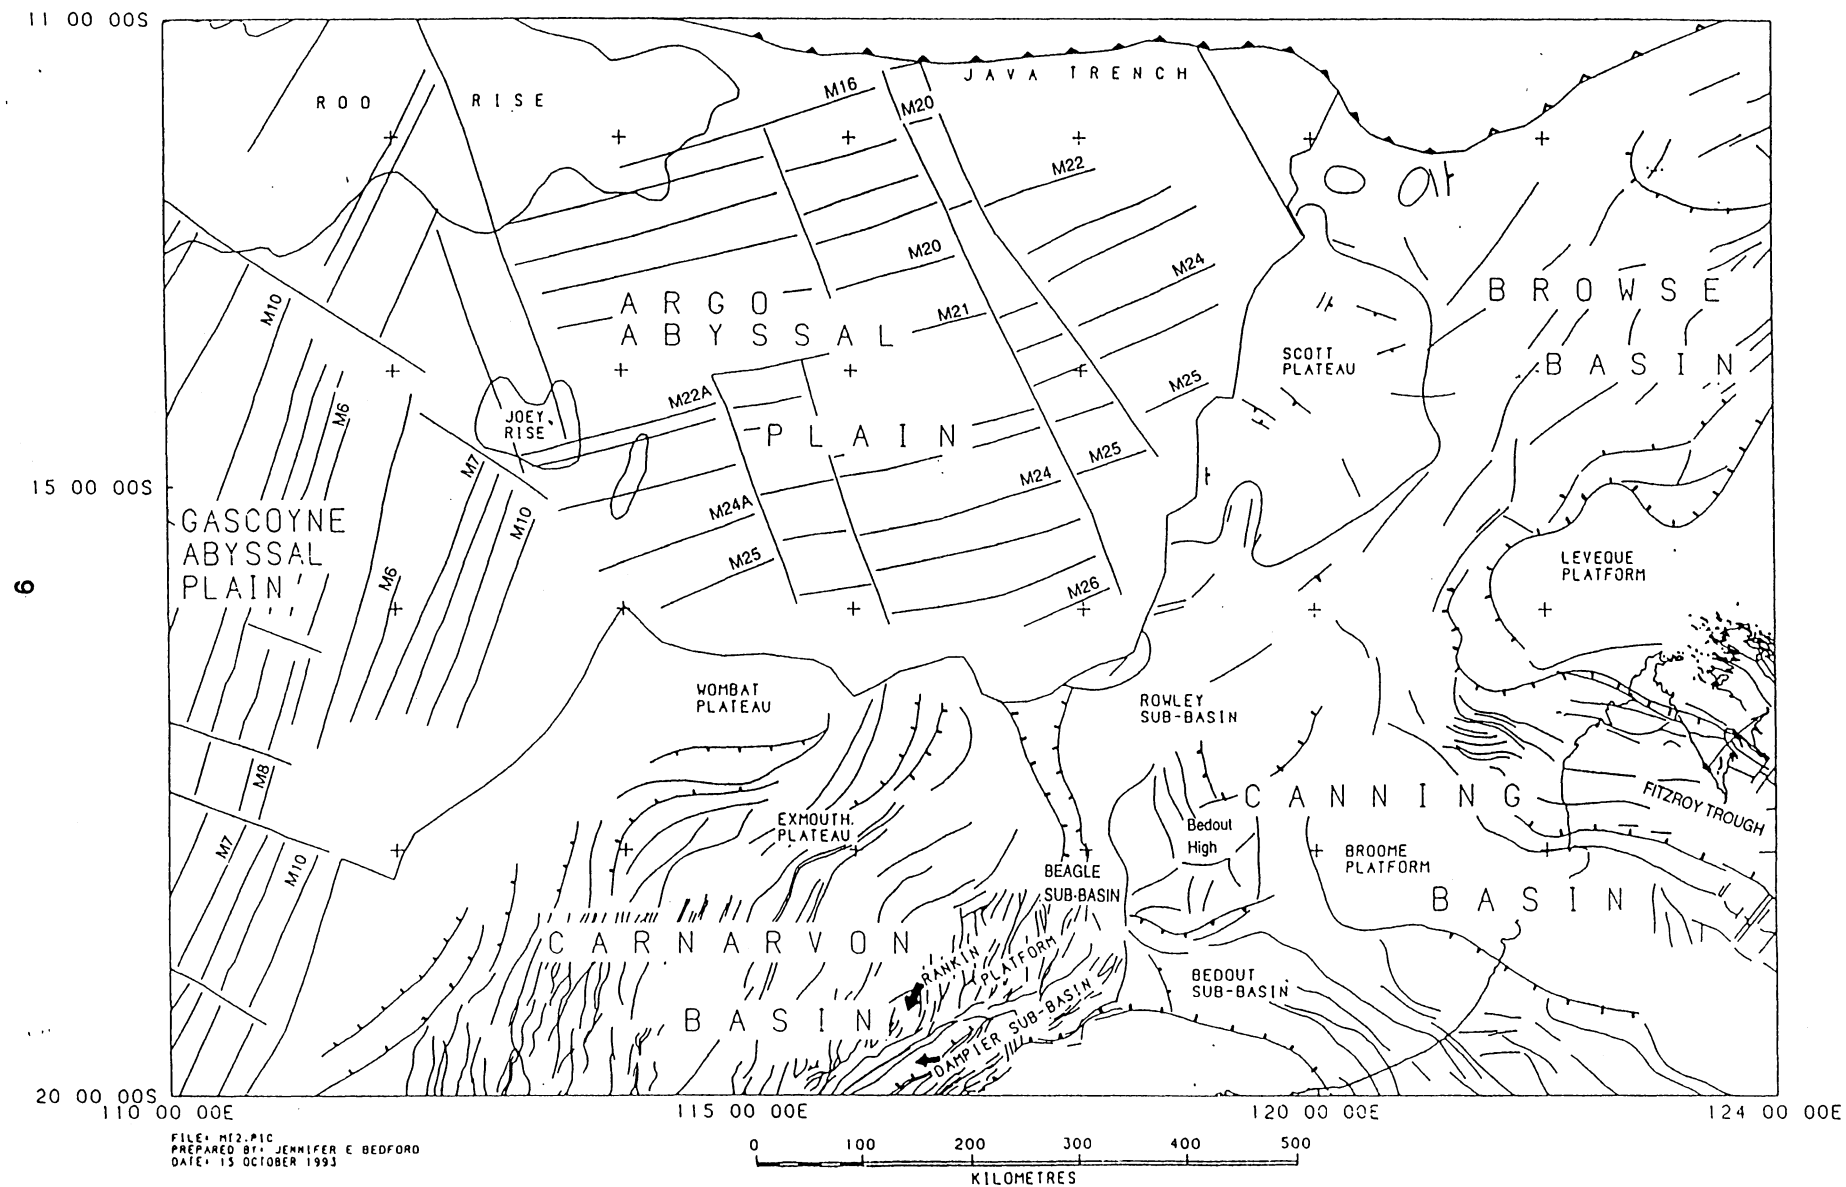 11 00 00S
ROO RISE
JAVA TRENCH
M16
M20
M22
M20
M24
M10
ARGO
ABYSSAL
PLAIN
M21
BROWSE
BASIN
SCOTT
PLATEAU
M22A
M25
M6
JOEY
RISE
M7
M25
M24
15 00 00S
M24A
M10
GASCOYNE
ABYSSAL
PLAIN
M25
M6
M26
LEVEQUE
PLATFORM
6
WOMBAT
PLATEAU
ROWLEY
SUB-BASIN
M8
CANNING
FITZROY TROUGH
EXMOUTH
PLATEAU
Bedout
High
M7
M10
BROOME
PLATFORM
BEAGLE
SUB-BASIN
BASIN
CARNARVON
BASIN
RANKIN
PLATFORM
BEDOUT
SUB-BASIN
DAMPIER SUB-BASIN
20 00 00S
110 00 00E
115 00 00E
120 00 00E
124 00 00E
FILE: MI2.PIC
PREPARED BY: JENNIFER E BEDFORD
DATE: 15 OCTOBER 1993
0 100 200 300 400 500
KILOMETRES